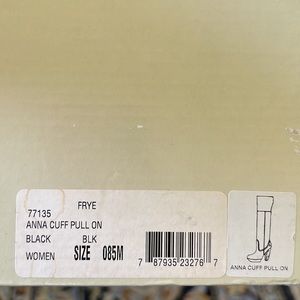 FRYE
77135
ANNA CUFF PULL ON
BLACK BLK
WOMEN SIZE 085M
7 67935 23276 7
ANNA CUFF PULL ON